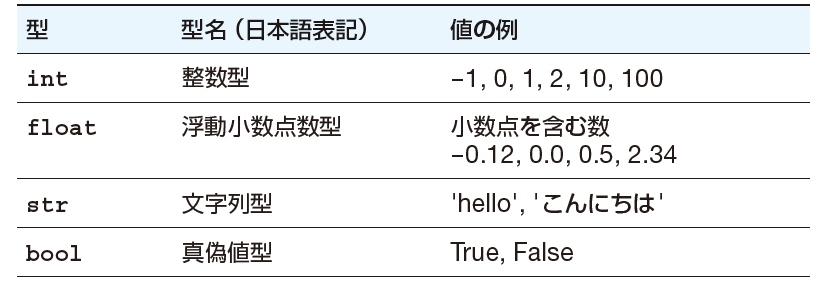 型 型名（日本語表記） 値の例
int 整数型 −1, 0, 1, 2, 10, 100
float 浮動小数点数型 小数点を含む数
−0.12, 0.0, 0.5, 2.34
str 文字列型 'hello', 'こんにちは'
bool 真偽値型 True, False